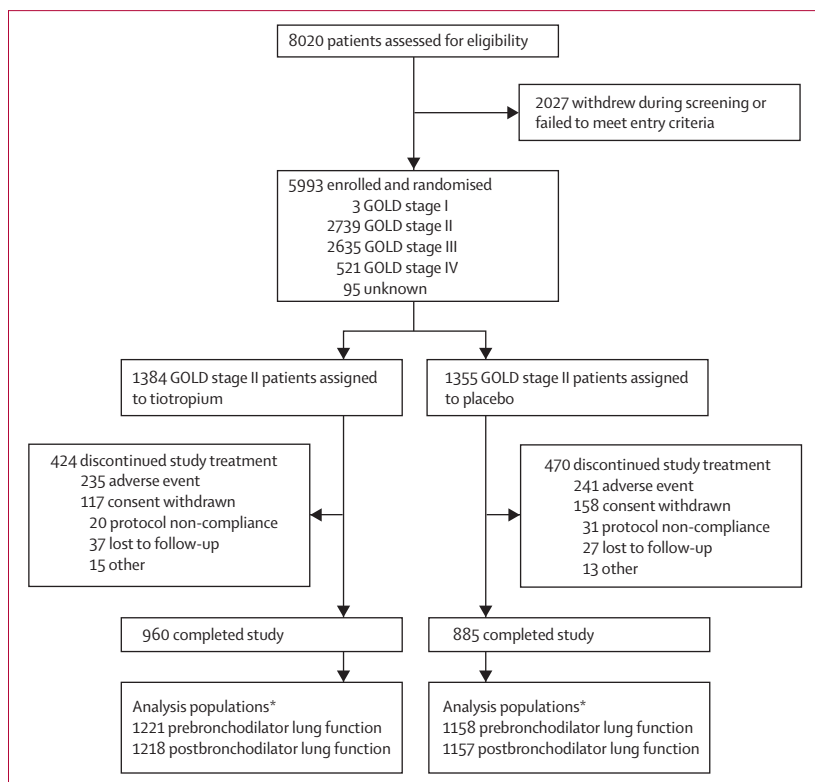 8020 patients assessed for eligibility
2027 withdrew during screening or
failed to meet entry criteria
5993 enrolled and randomised
3 GOLD stage I
2739 GOLD stage II
2635 GOLD stage III
521 GOLD stage IV
95 unknown
1384 GOLD stage II patients assigned
to tiotropium
1355 GOLD stage II patients assigned
to placebo
424 discontinued study treatment
235 adverse event
117 consent withdrawn
20 protocol non-compliance
37 lost to follow-up
15 other
470 discontinued study treatment
241 adverse event
158 consent withdrawn
31 protocol non-compliance
27 lost to follow-up
13 other
960 completed study
885 completed study
Analysis populations*
1221 prebronchodilator lung function
1218 postbronchodilator lung function
Analysis populations*
1158 prebronchodilator lung function
1157 postbronchodilator lung function